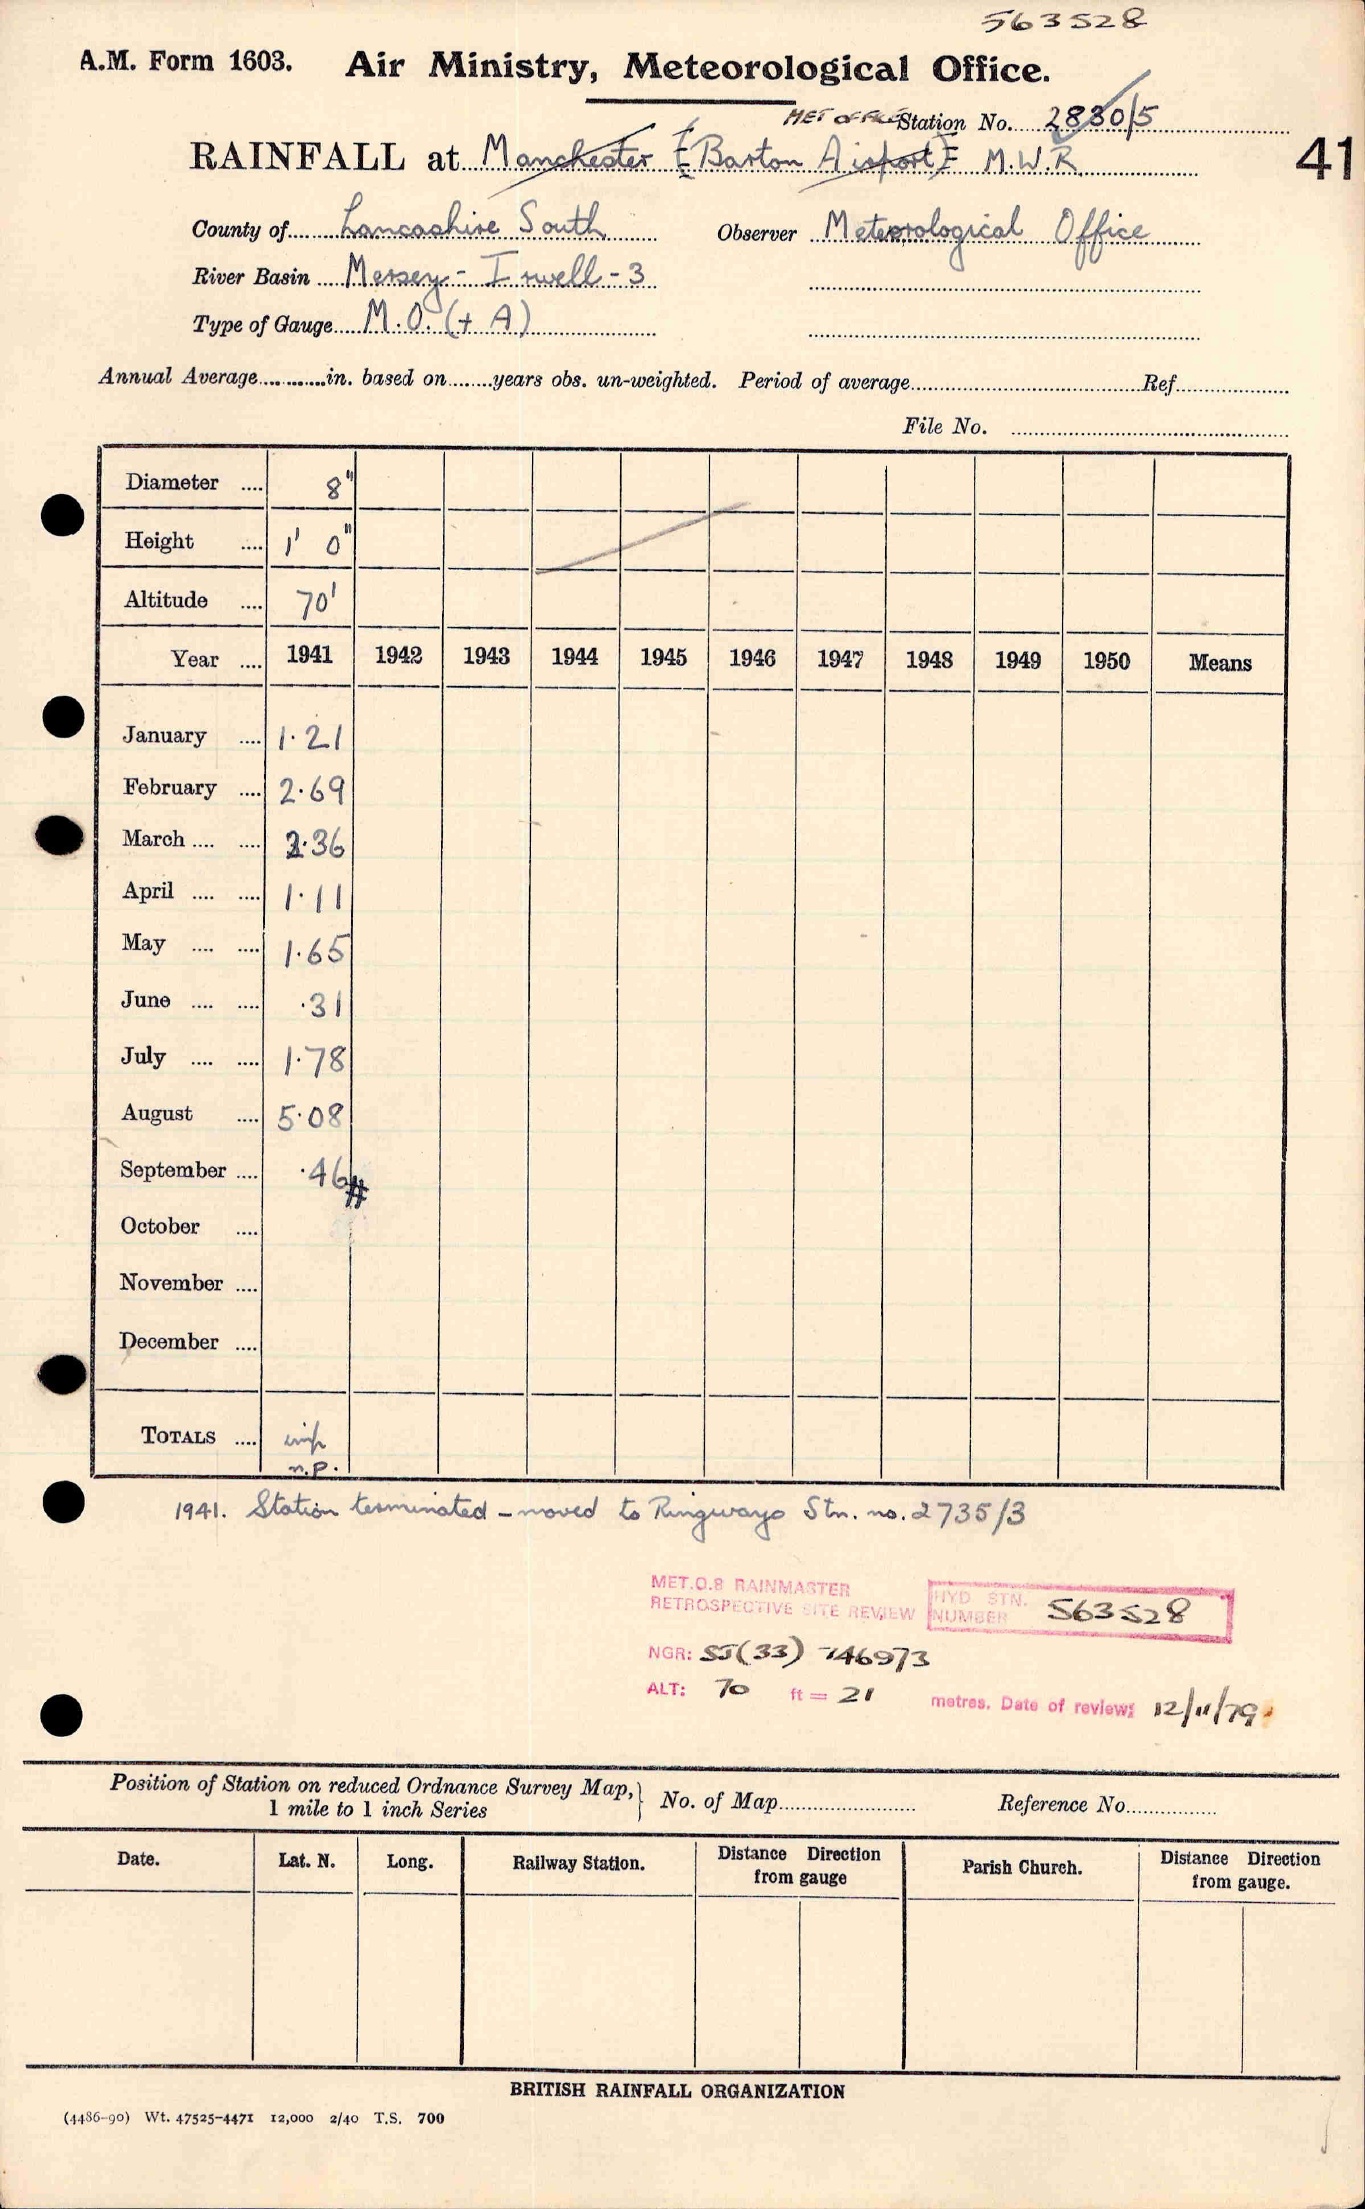 563528
A.M. Form 1603. Air Ministry, Meteorological Office.
MET OFFICE Station No. 2830/5
RAINFALL at Manchester (Barton Airport) M.W.R. 41
County of Lancashire South Observer Meteorological Office
River Basin Mersey - Irwell - 3
Type of Gauge M.O. (+ A)
Annual Average............in. based on........years obs. un-weighted. Period of average............Ref............
File No. ............
Diameter .... 8"
Height .... 1' 0"
Altitude .... 70'
Year .... 1941 1942 1943 1944 1945 1946 1947 1948 1949 1950 Means
January .... 1·21
February .... 2·69
March .... .... 2·36
April .... .... 1·11
May .... .... 1·65
June .... .... ·31
July .... .... 1·78
August .... 5·08
September .... ·46 #
October ....
November ....
December ....
TOTALS .... imp
n.p.
1941. Station terminated - moved to Ringways Stn. no. 2735/3
MET.O.8 RAINMASTER
RETROSPECTIVE SITE REVIEW
HYD STN. NUMBER 563528
NGR: SJ(33) 746973
ALT: 70 ft = 21 metres. Date of review: 12/11/79
Position of Station on reduced Ordnance Survey Map, } No. of Map............ Reference No............
1 mile to 1 inch Series
Date. Lat. N. Long. Railway Station. Distance Direction from gauge Parish Church. Distance Direction from gauge.
BRITISH RAINFALL ORGANIZATION
(4486-90) Wt. 47525-4471 12,000 2/40 T.S. 700